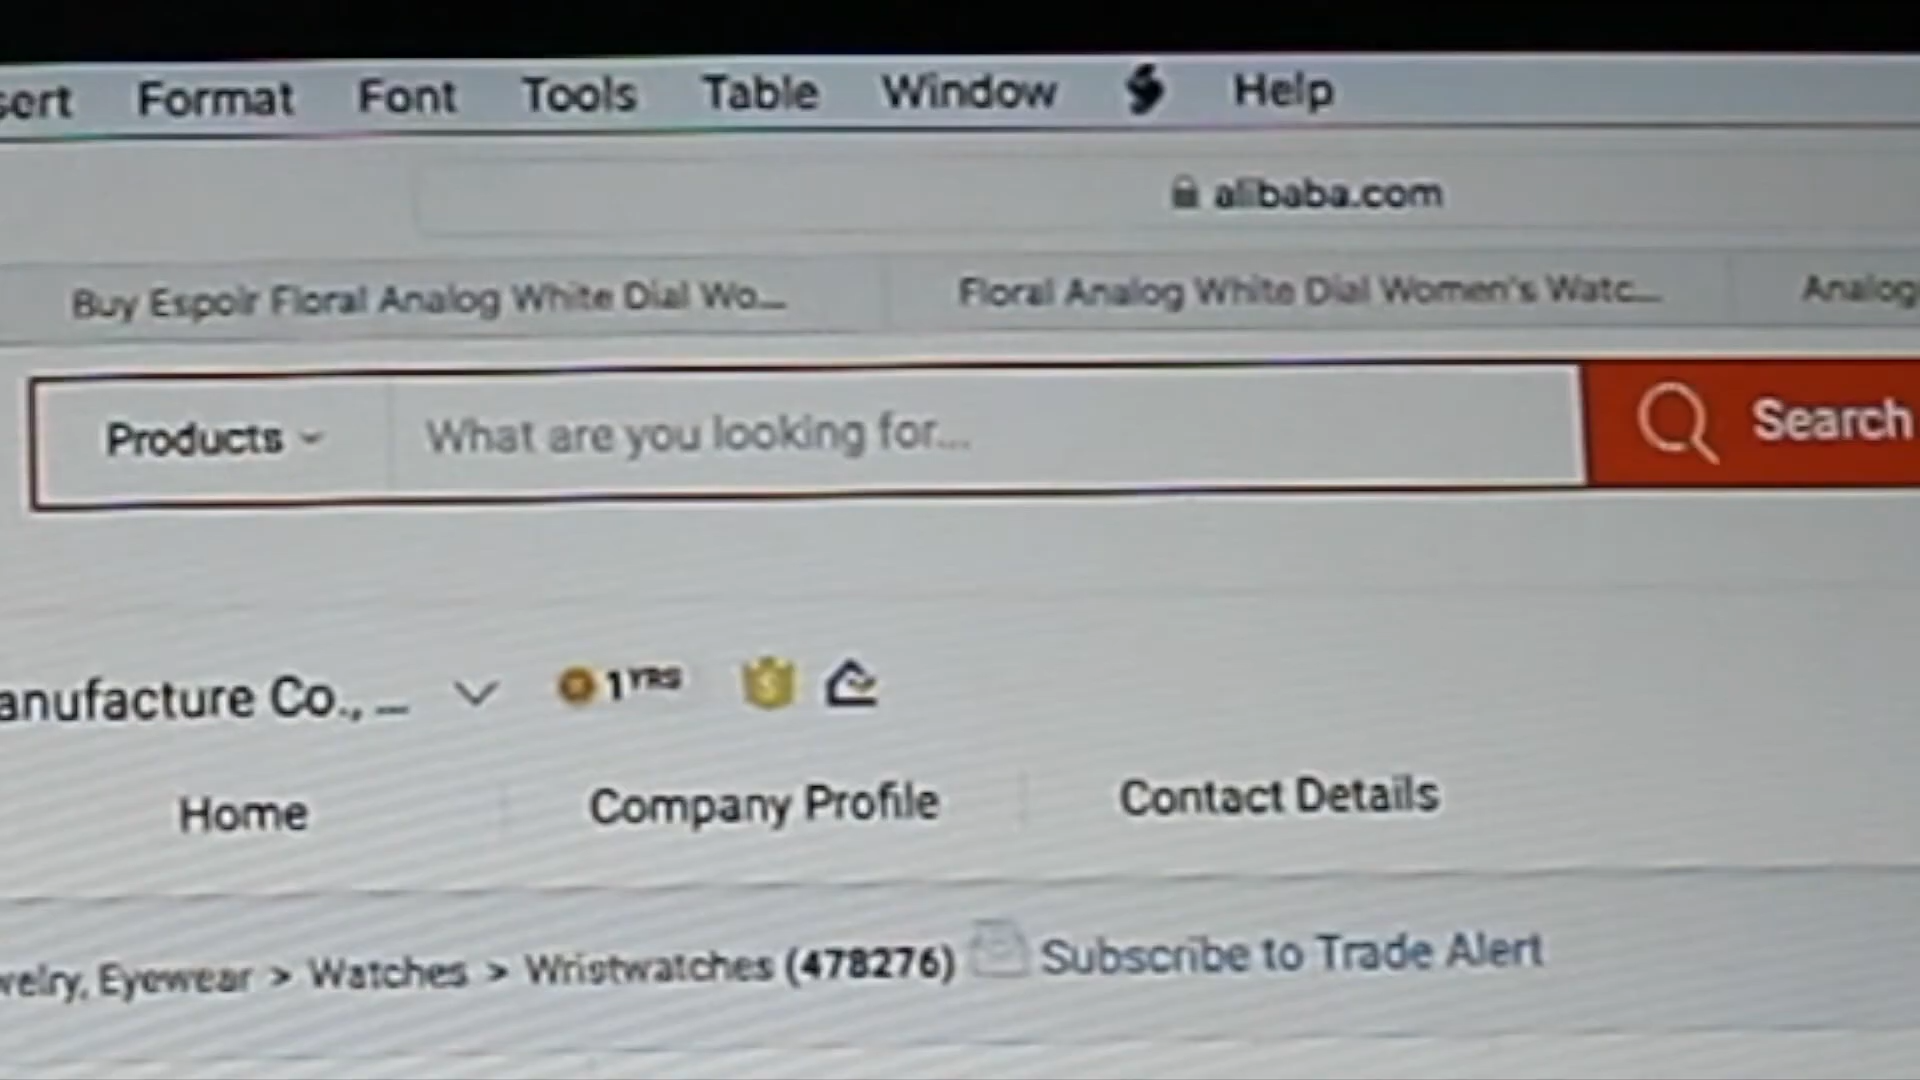 sert Format Font Tools Table Window Help
alibaba.com
Buy Espoir Floral Analog White Dial Wo... Floral Analog White Dial Women's Watc... Analog
Products What are you looking for... Search
anufacture Co., ... 1 YRS
Home Company Profile Contact Details
welry, Eyewear > Watches > Wristwatches (478276) Subscribe to Trade Alert